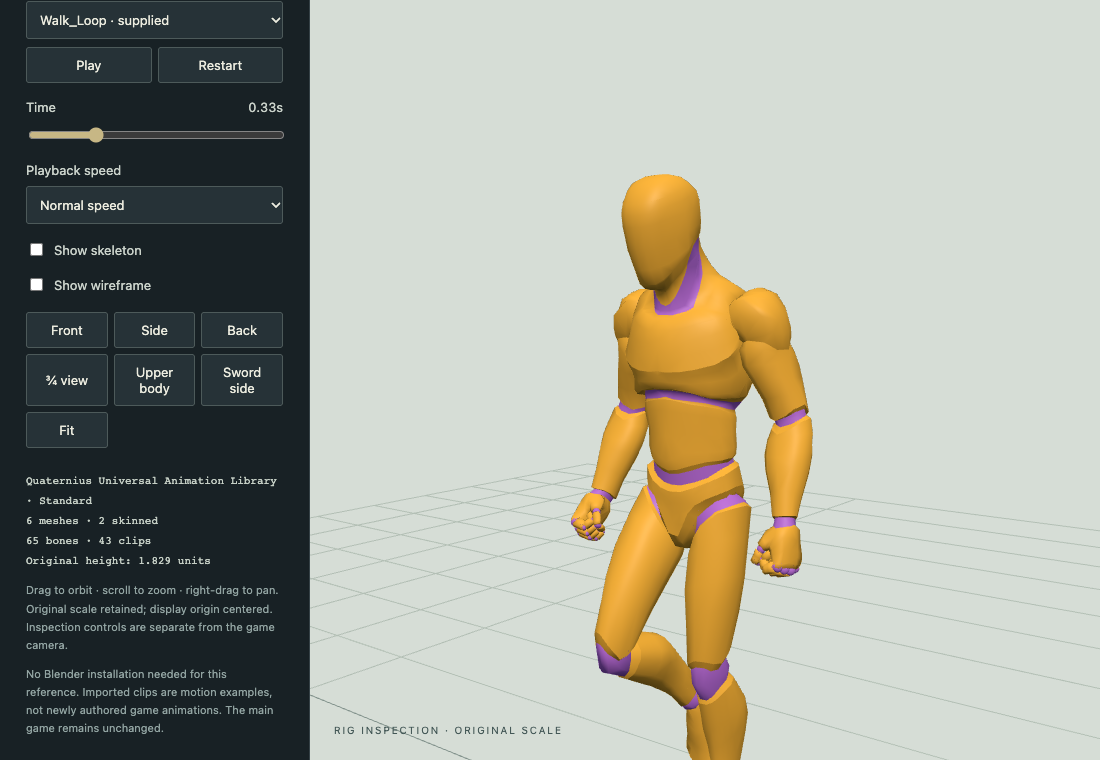 Walk_Loop · supplied
Play Restart
Time 0.33s
Playback speed
Normal speed
Show skeleton
Show wireframe
Front Side Back
¾ view Upper body Sword side
Fit
Quaternius Universal Animation Library
· Standard
6 meshes · 2 skinned
65 bones · 43 clips
Original height: 1.829 units
Drag to orbit · scroll to zoom · right-drag to pan.
Original scale retained; display origin centered.
Inspection controls are separate from the game
camera.
No Blender installation needed for this
reference. Imported clips are motion examples,
not newly authored game animations. The main
game remains unchanged.
RIG INSPECTION · ORIGINAL SCALE